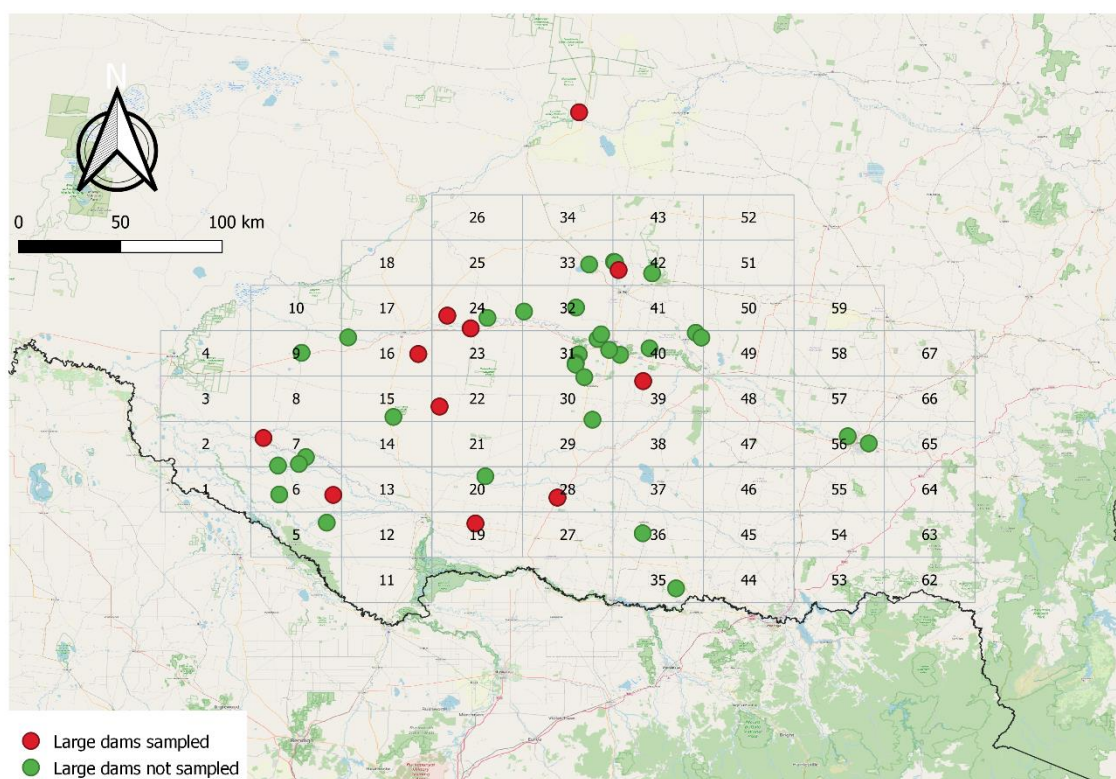 N
0 50 100 km
26 34 43 52
18 25 33 42 51
10 17 24 32 41 50 59
4 9 16 23 31 40 49 58 67
3 8 15 22 30 39 48 57 66
2 7 14 21 29 38 47 56 65
1 6 13 20 28 37 46 55 64
5 12 19 27 36 45 54 63
11 35 44 53 62
Large dams sampled
Large dams not sampled